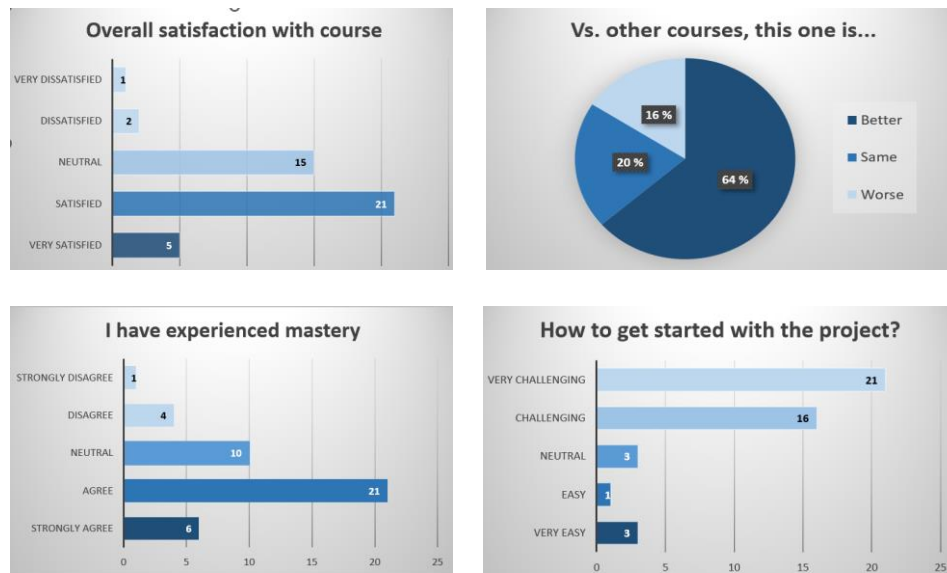 Overall satisfaction with course
VERY DISSATISFIED 1
DISSATISFIED 2
NEUTRAL 15
SATISFIED 21
VERY SATISFIED 5
Vs. other courses, this one is...
16 %
20 %
64 %
Better
Same
Worse
I have experienced mastery
STRONGLY DISAGREE 1
DISAGREE 4
NEUTRAL 10
AGREE 21
STRONGLY AGREE 6
0 5 10 15 20 25
How to get started with the project?
VERY CHALLENGING 21
CHALLENGING 16
NEUTRAL 3
EASY 1
VERY EASY 3
0 5 10 15 20 25